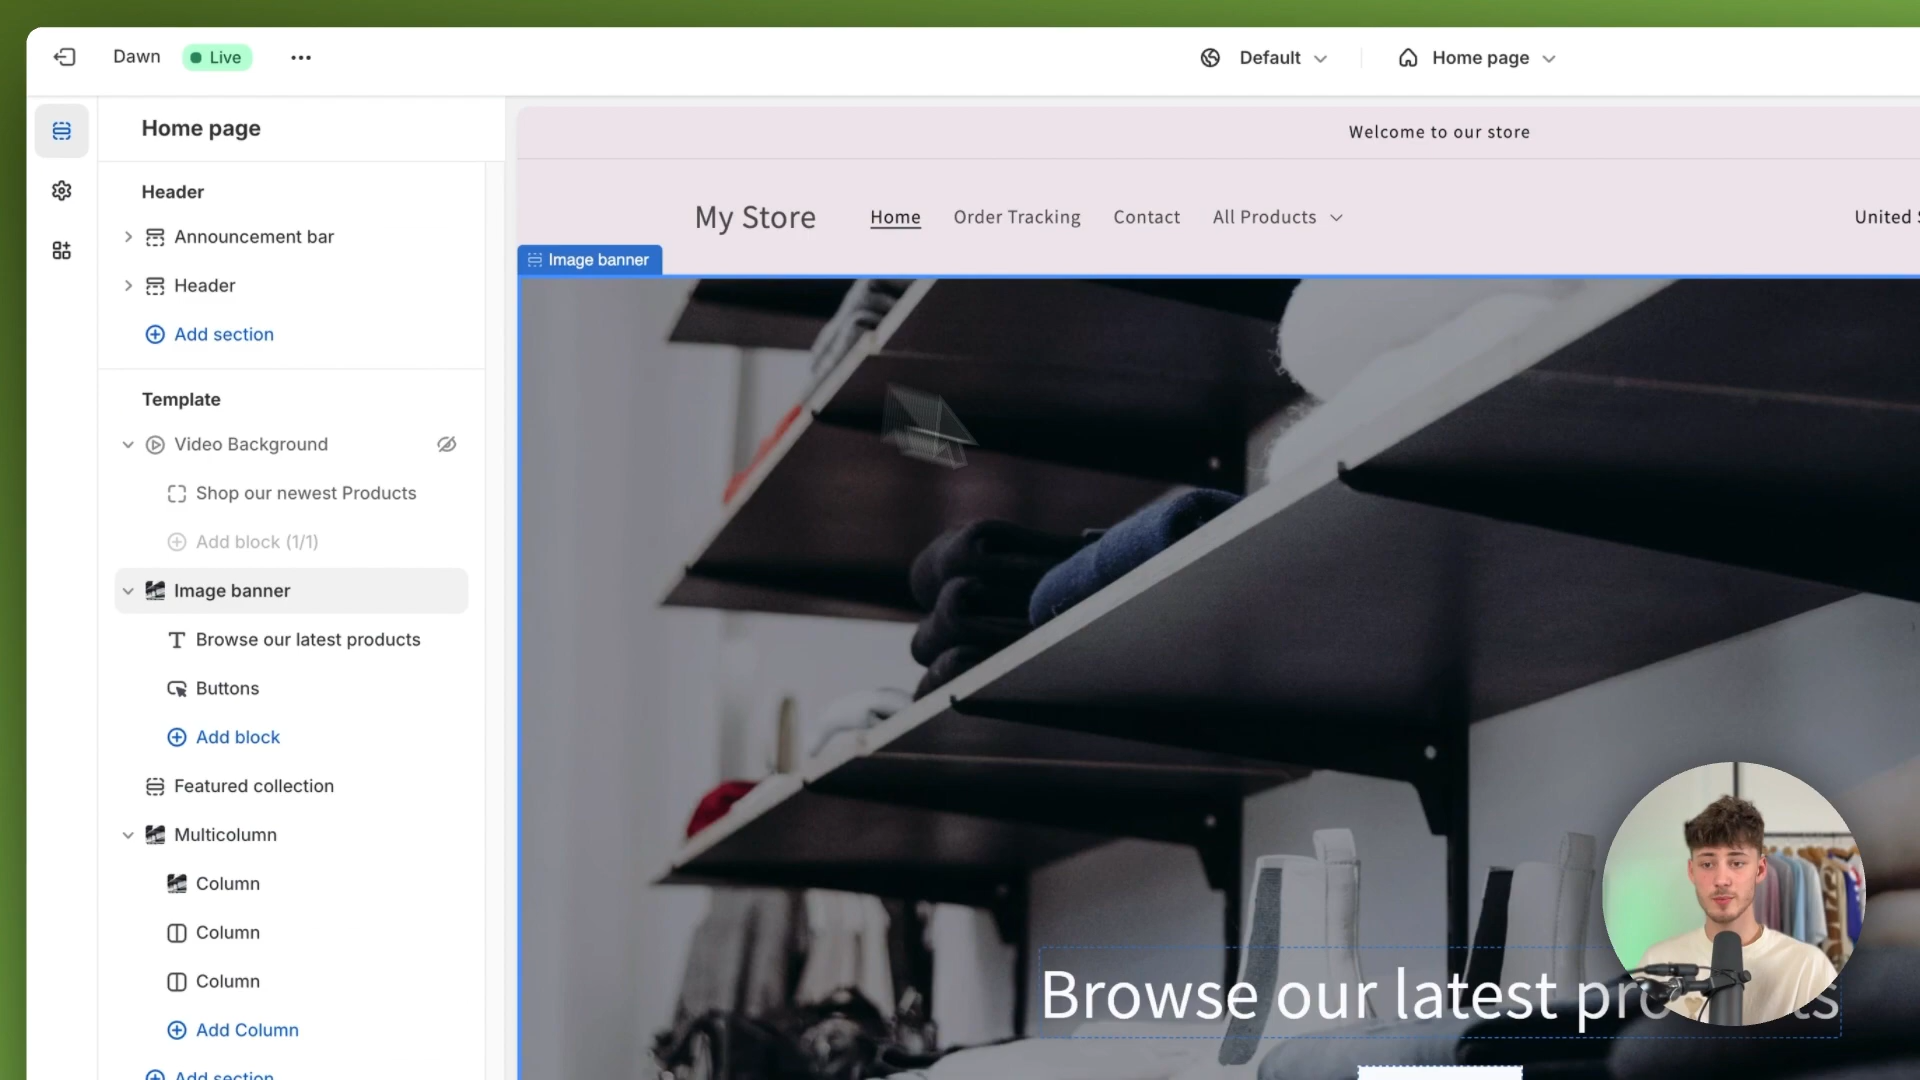 Dawn
Live
Default
Home page
Home page
Header
Announcement bar
Header
Add section
Template
Video Background
Shop our newest Products
Add block (1/1)
Image banner
Browse our latest products
Buttons
Add block
Featured collection
Multicolumn
Column
Column
Column
Add Column
Add section
Welcome to our store
My Store
Home
Order Tracking
Contact
All Products
United
Image banner
Browse our latest